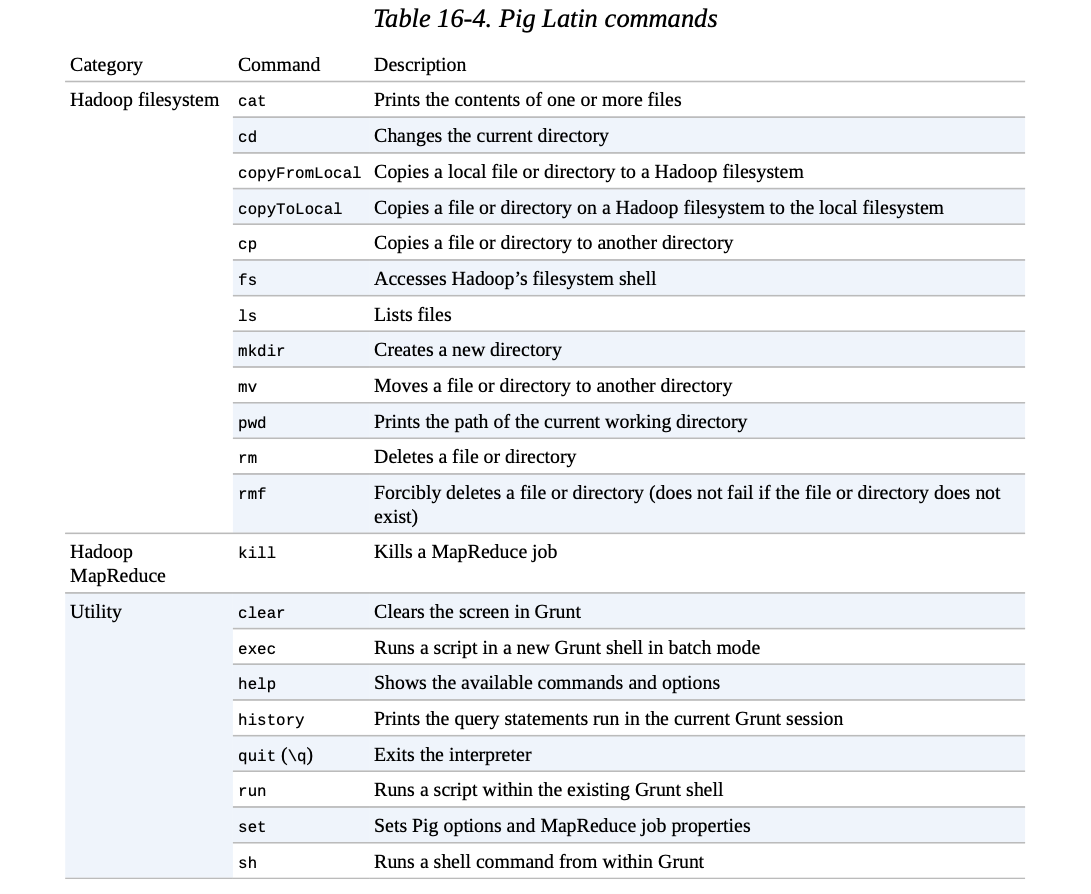 Table 16-4. Pig Latin commands
Category Command Description
Hadoop filesystem cat Prints the contents of one or more files
cd Changes the current directory
copyFromLocal Copies a local file or directory to a Hadoop filesystem
copyToLocal Copies a file or directory on a Hadoop filesystem to the local filesystem
cp Copies a file or directory to another directory
fs Accesses Hadoop’s filesystem shell
ls Lists files
mkdir Creates a new directory
mv Moves a file or directory to another directory
pwd Prints the path of the current working directory
rm Deletes a file or directory
rmf Forcibly deletes a file or directory (does not fail if the file or directory does not
exist)
Hadoop kill Kills a MapReduce job
MapReduce
Utility clear Clears the screen in Grunt
exec Runs a script in a new Grunt shell in batch mode
help Shows the available commands and options
history Prints the query statements run in the current Grunt session
quit (\q) Exits the interpreter
run Runs a script within the existing Grunt shell
set Sets Pig options and MapReduce job properties
sh Runs a shell command from within Grunt